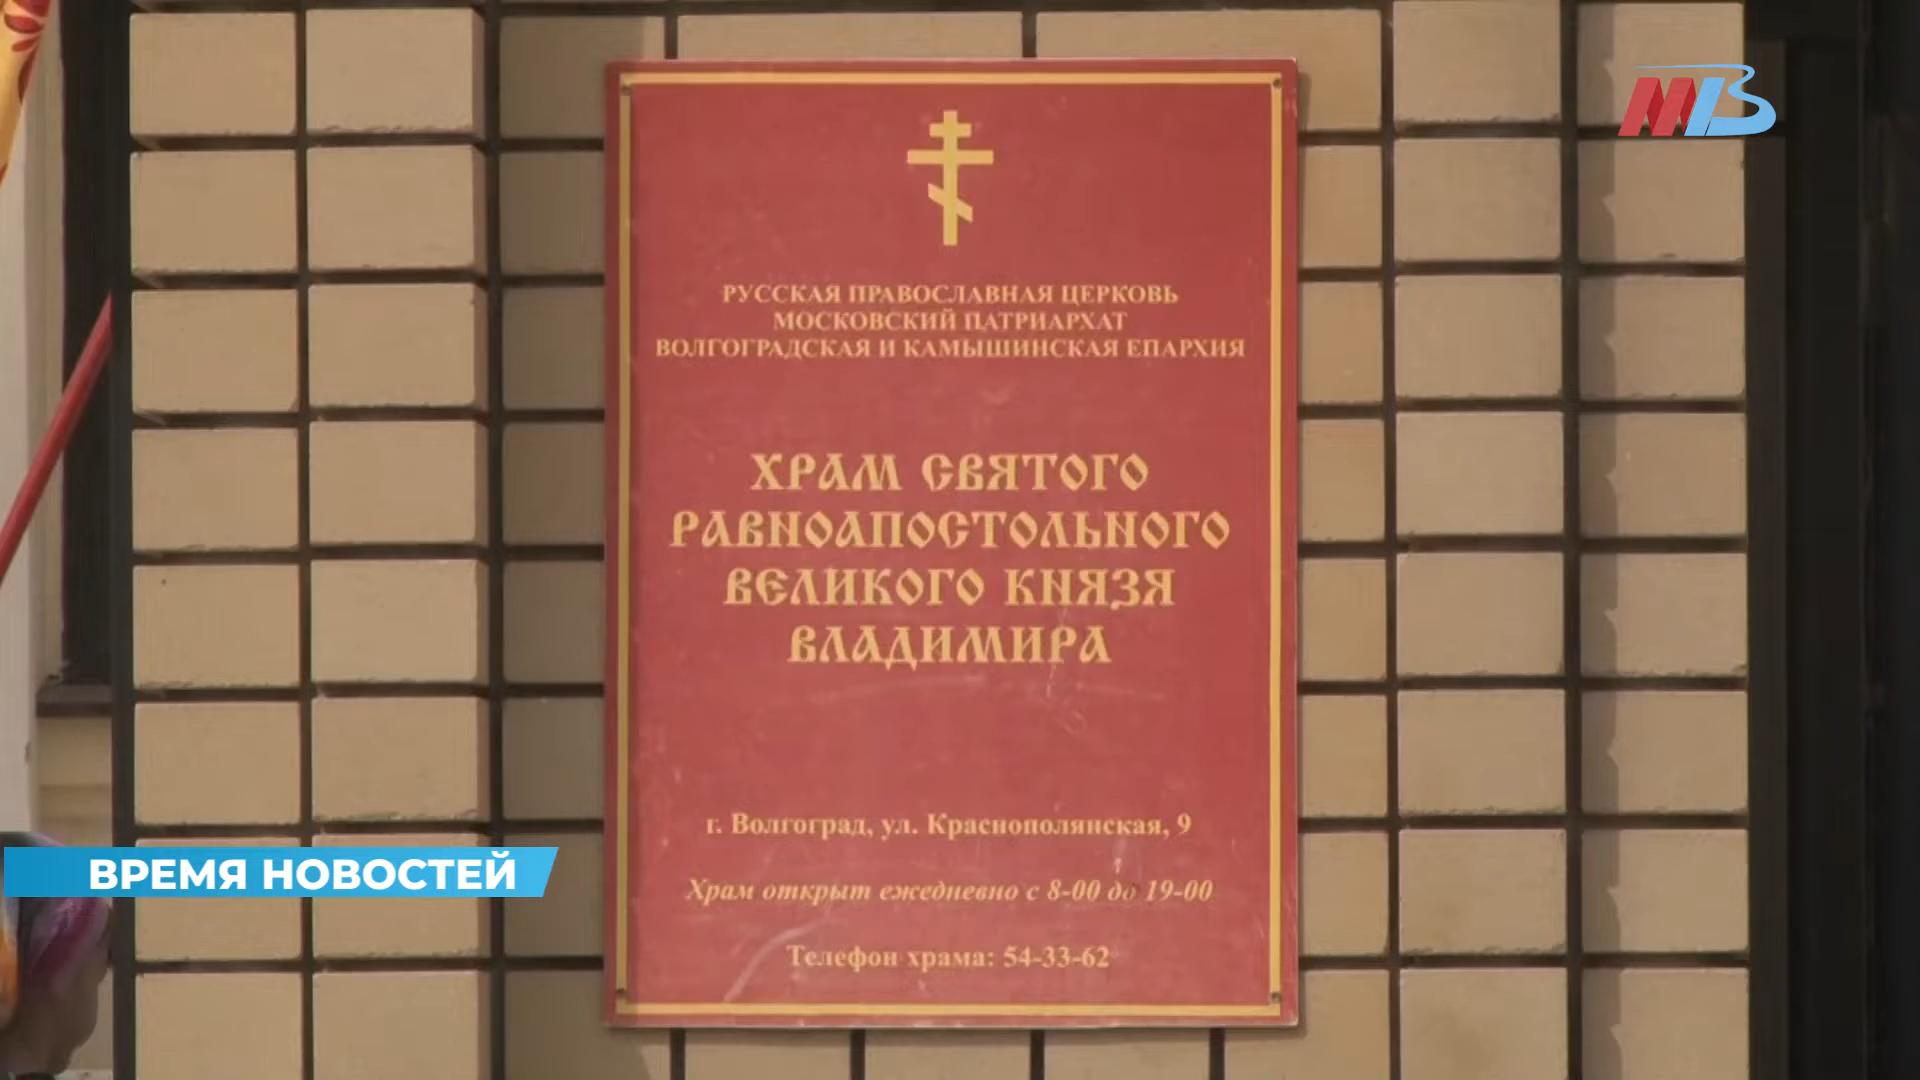 МВ
РУССКАЯ ПРАВОСЛАВНАЯ ЦЕРКОВЬ
МОСКОВСКИЙ ПАТРИАРХАТ
ВОЛГОГРАДСКАЯ И КАМЫШИНСКАЯ ЕПАРХИЯ
ХРАМ СВЯТОГО
РАВНОАПОСТОЛЬНОГО
ВЕЛИКОГО КНЯЗЯ
ВЛАДИМИРА
г. Волгоград, ул. Краснополянская, 9
ВРЕМЯ НОВОСТЕЙ
Храм открыт ежедневно с 8-00 до 19-00
Телефон храма: 54-33-62